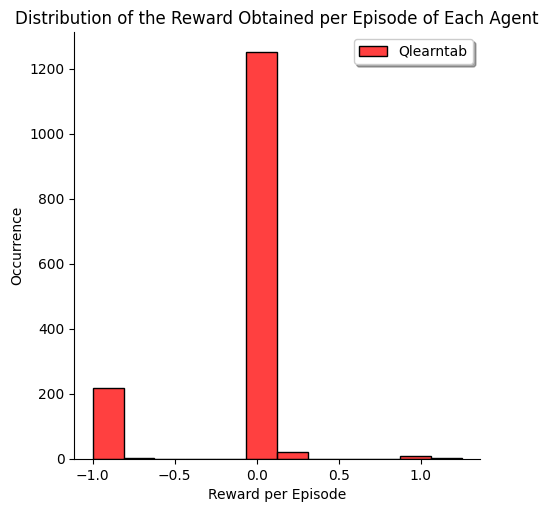 Distribution of the Reward Obtained per Episode of Each Agent
Qlearntab
1200
1000
800
600
400
200
0
Occurrence
−1.0 −0.5 0.0 0.5 1.0
Reward per Episode